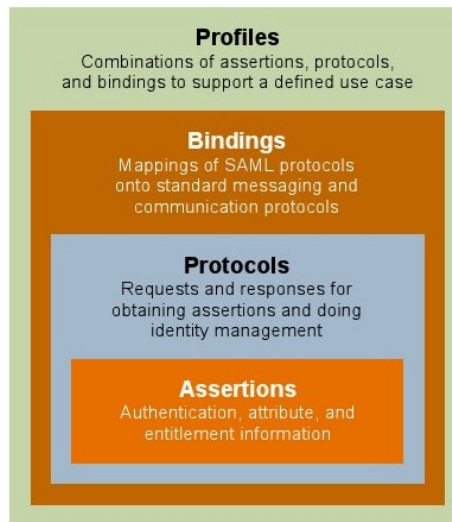 Profiles
Combinations of assertions, protocols,
and bindings to support a defined use case
Bindings
Mappings of SAML protocols
onto standard messaging and
communication protocols
Protocols
Requests and responses for
obtaining assertions and doing
identity management
Assertions
Authentication, attribute, and
entitlement information